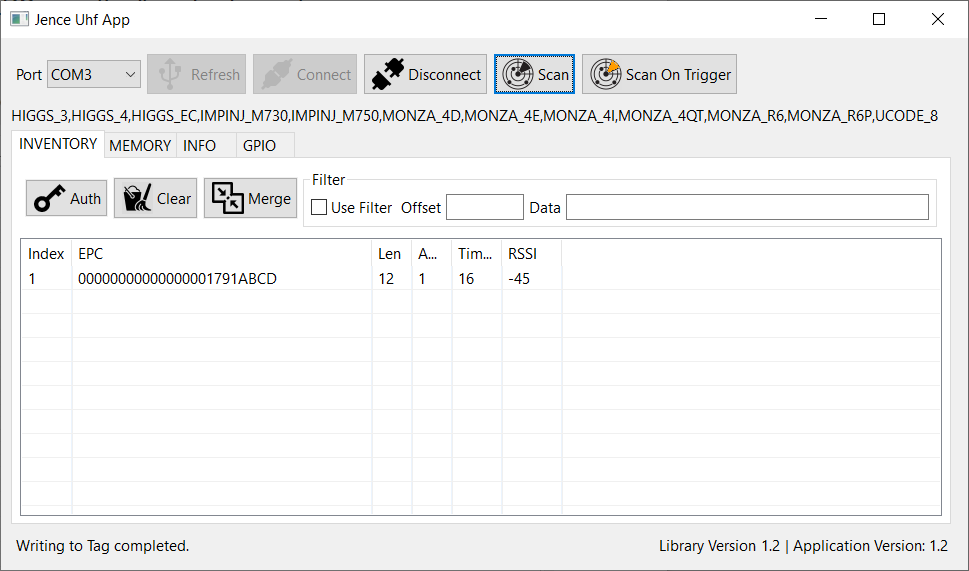 Jence Uhf App
Port COM3 Refresh Connect Disconnect Scan Scan On Trigger
HIGGS_3,HIGGS_4,HIGGS_EC,IMPINJ_M730,IMPINJ_M750,MONZA_4D,MONZA_4E,MONZA_4I,MONZA_4QT,MONZA_R6,MONZA_R6P,UCODE_8
INVENTORY MEMORY INFO GPIO
Filter
Auth Clear Merge Use Filter Offset Data
Index EPC Len A... Tim... RSSI
1 00000000000000001791ABCD 12 1 16 -45
Writing to Tag completed. Library Version 1.2 | Application Version: 1.2